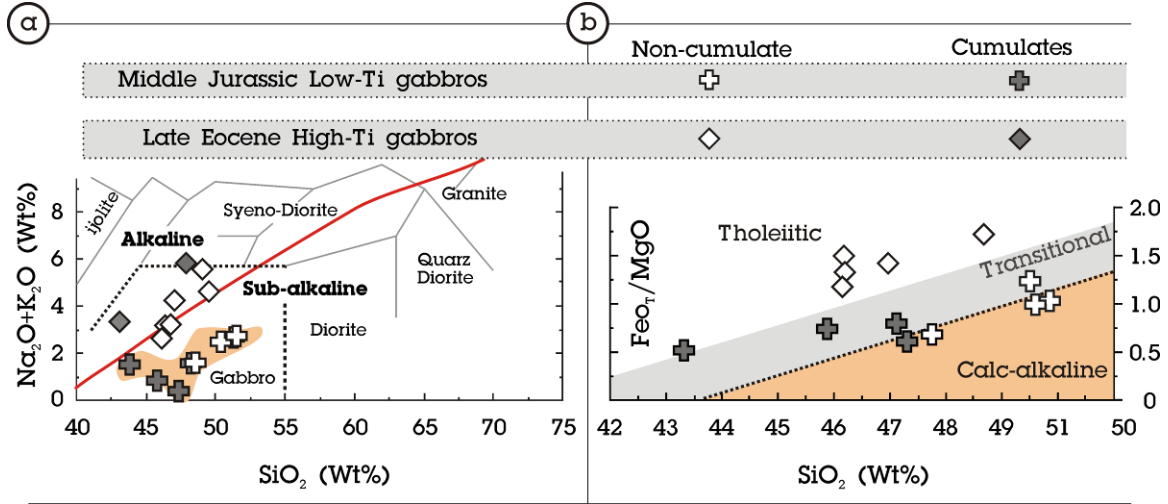 a
b
Non-cumulate
Cumulates
Middle Jurassic Low-Ti gabbros
Late Eocene High-Ti gabbros
Na₂O+K₂O (Wt%)
8
6
4
2
0
ijolite
Syeno-Diorite
Granite
Alkaline
Quarz
Diorite
Sub-alkaline
Diorite
Gabbro
40
45
50
55
60
65
70
75
SiO₂ (Wt%)
FeoT/MgO
Tholeiitic
Transitional
Calc-alkaline
2.0
1.5
1.0
0.5
0
42
43
44
45
46
47
48
49
51
50
SiO₂ (Wt%)